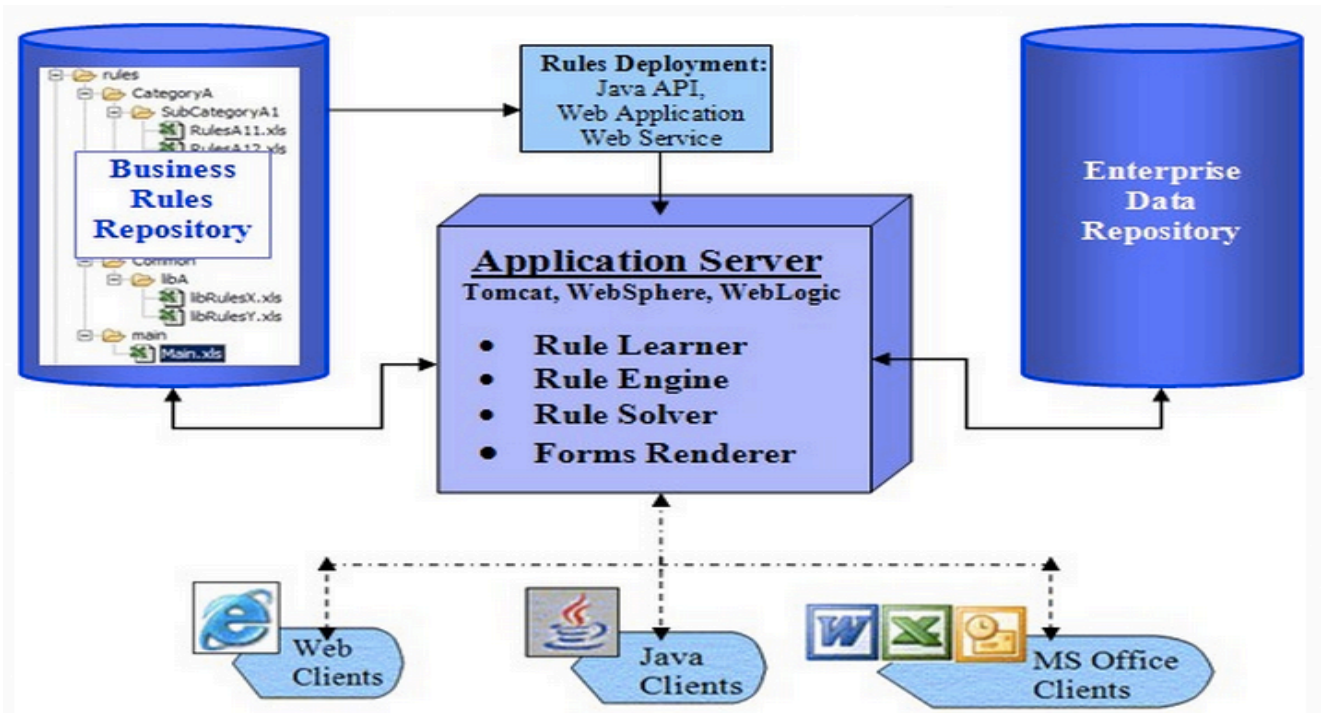 rules
CategoryA
SubCategoryA1
RulesA11.xls
RulesA12.xls
Business
Rules
Repository
Common
libA
libRulesX.xls
libRulesY.xls
main
Main.xls
Rules Deployment:
Java API,
Web Application
Web Service
Enterprise
Data
Repository
Application Server
Tomcat, WebSphere, WebLogic
• Rule Learner
• Rule Engine
• Rule Solver
• Forms Renderer
Web
Clients
Java
Clients
MS Office
Clients